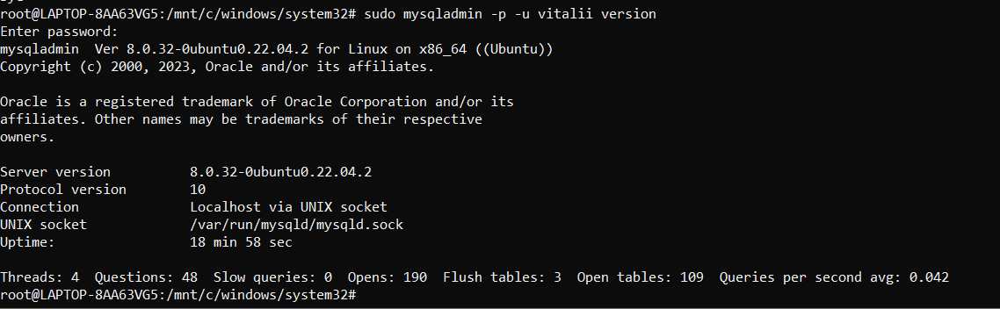 root@LAPTOP-8AA63VG5:/mnt/c/windows/system32# sudo mysqladmin -p -u vitalii version
Enter password:
mysqladmin  Ver 8.0.32-0ubuntu0.22.04.2 for Linux on x86_64 ((Ubuntu))
Copyright (c) 2000, 2023, Oracle and/or its affiliates.

Oracle is a registered trademark of Oracle Corporation and/or its
affiliates. Other names may be trademarks of their respective
owners.

Server version          8.0.32-0ubuntu0.22.04.2
Protocol version        10
Connection              Localhost via UNIX socket
UNIX socket             /var/run/mysqld/mysqld.sock
Uptime:                 18 min 58 sec

Threads: 4  Questions: 48  Slow queries: 0  Opens: 190  Flush tables: 3  Open tables: 109  Queries per second avg: 0.042
root@LAPTOP-8AA63VG5:/mnt/c/windows/system32#